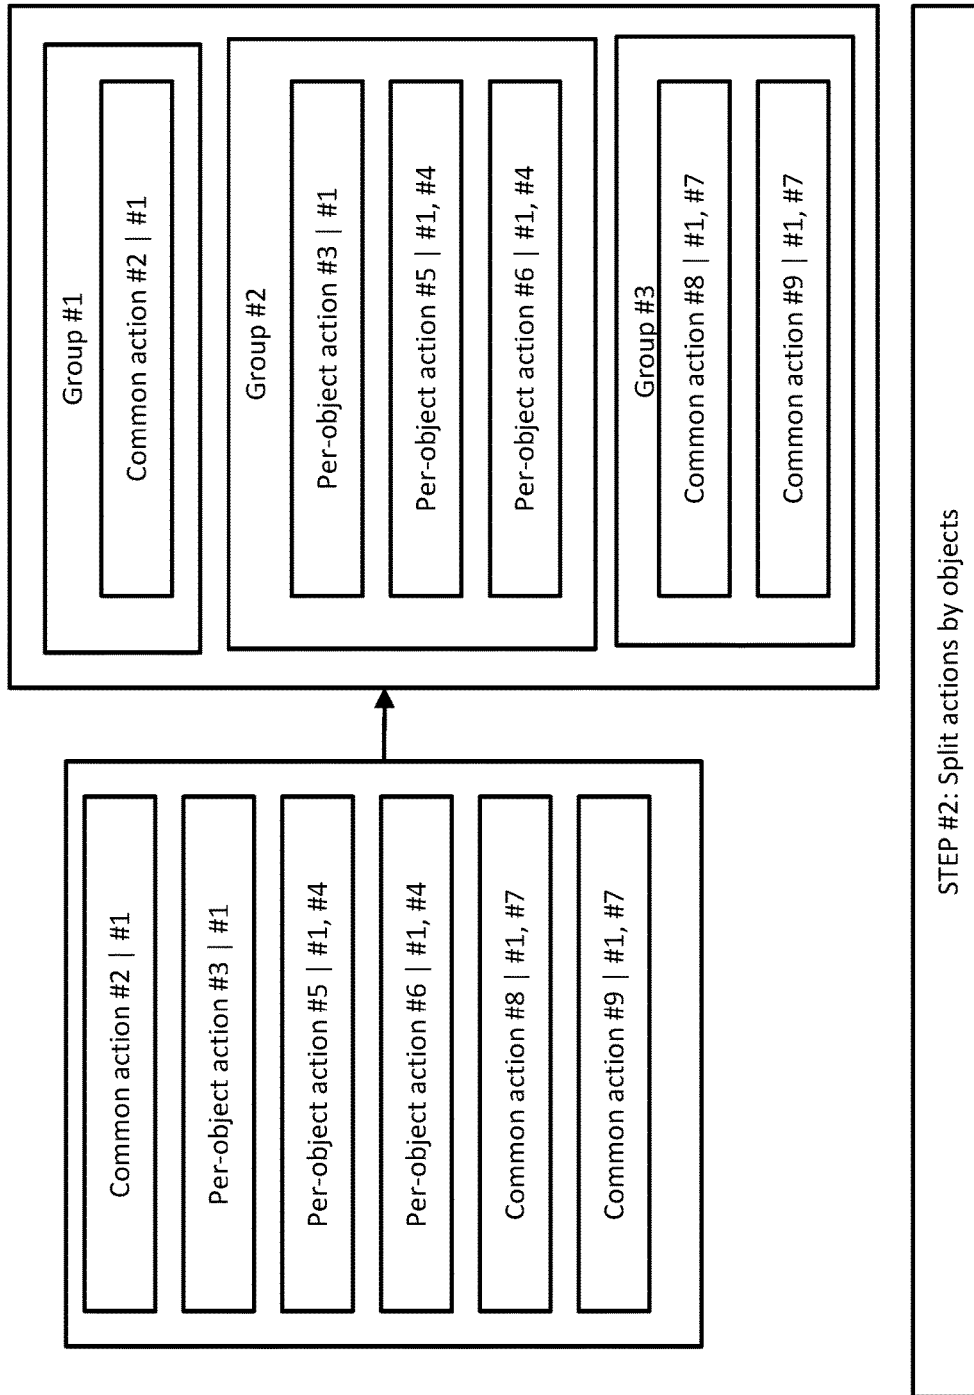 Common action #2 | #1
Per-object action #3 | #1
Per-object action #5 | #1, #4
Per-object action #6 | #1, #4
Common action #8 | #1, #7
Common action #9 | #1, #7
Group #1
Common action #2 | #1
Group #2
Per-object action #3 | #1
Per-object action #5 | #1, #4
Per-object action #6 | #1, #4
Group #3
Common action #8 | #1, #7
Common action #9 | #1, #7
STEP #2: Split actions by objects